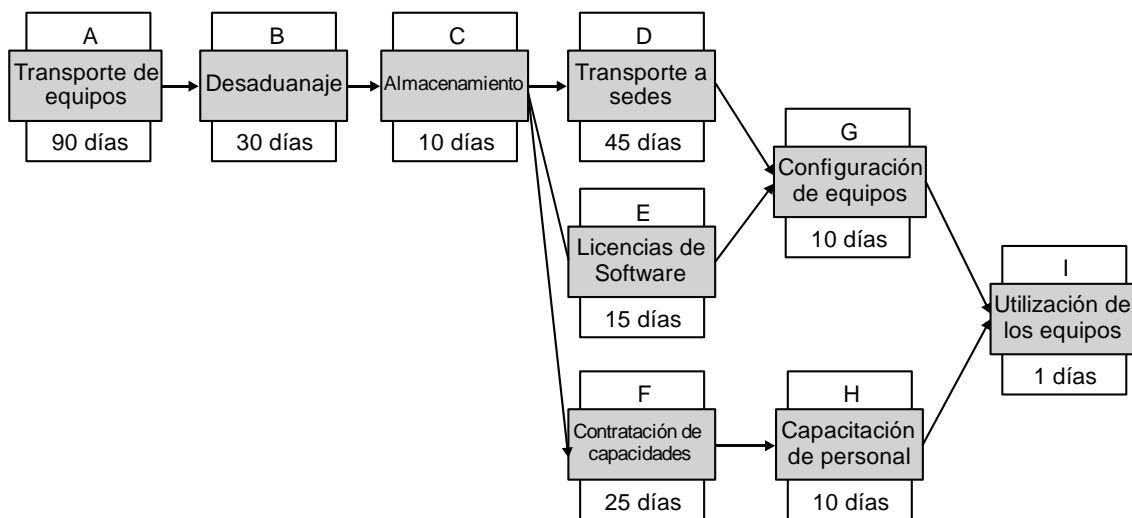 A
Transporte de
equipos
90 días
B
Desaduanaje
30 días
C
Almacenamiento
10 días
D
Transporte a
sedes
45 días
E
Licencias de
Software
15 días
F
Contratación de
capacidades
25 días
G
Configuración
de equipos
10 días
H
Capacitación
de personal
10 días
I
Utilización de
los equipos
1 días